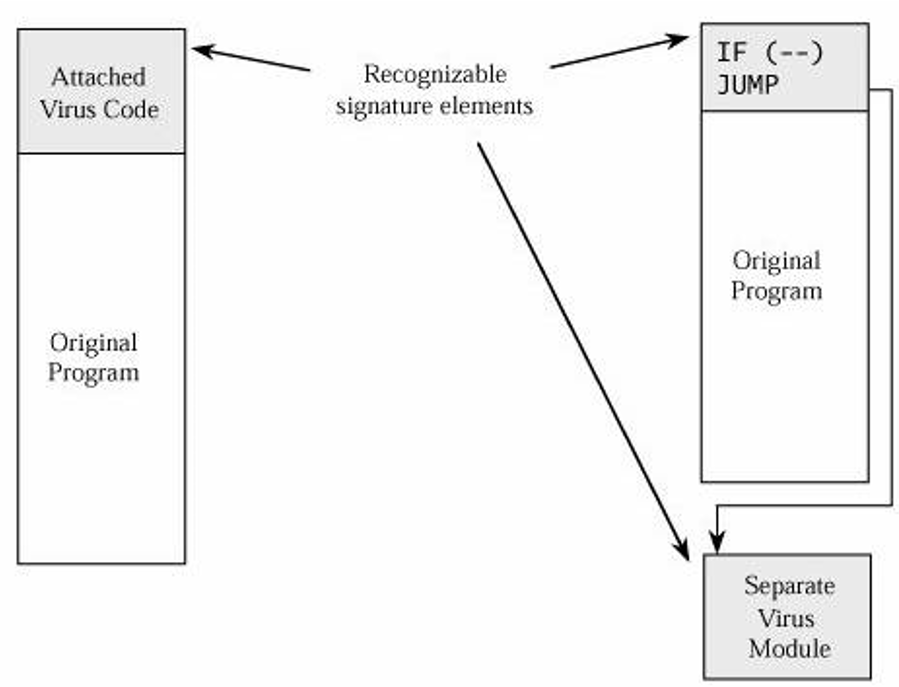 Attached
Virus Code
Original
Program
Recognizable
signature elements
IF (--)
JUMP
Original
Program
Separate
Virus
Module